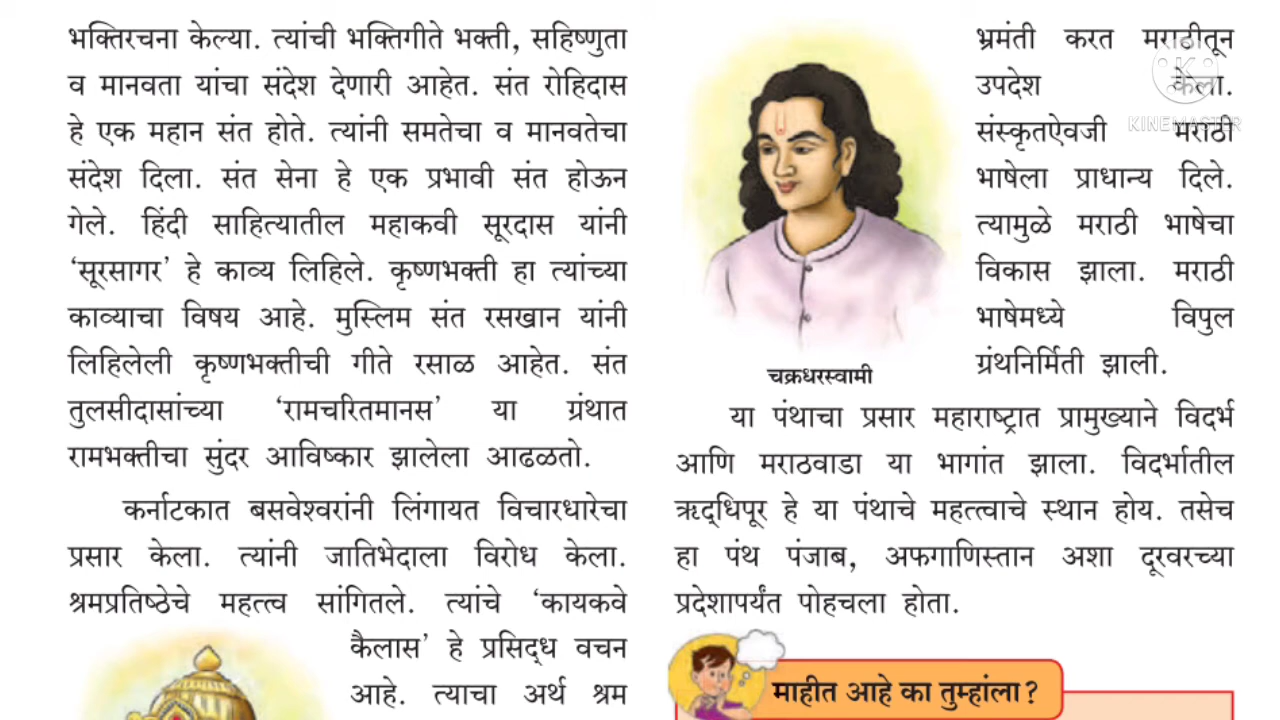 भक्तिरचना केल्या. त्यांची भक्तिगीते भक्ती, सहिष्णुता
व मानवता यांचा संदेश देणारी आहेत. संत रोहिदास
हे एक महान संत होते. त्यांनी समतेचा व मानवतेचा
संदेश दिला. संत सेना हे एक प्रभावी संत होऊन
गेले. हिंदी साहित्यातील महाकवी सूरदास यांनी
‘सूरसागर’ हे काव्य लिहिले. कृष्णभक्ती हा त्यांच्या
काव्याचा विषय आहे. मुस्लिम संत रसखान यांनी
लिहिलेली कृष्णभक्तीची गीते रसाळ आहेत. संत
तुलसीदासांच्या ‘रामचरितमानस’ या ग्रंथात
रामभक्तीचा सुंदर आविष्कार झालेला आढळतो.
कर्नाटकात बसवेश्वरांनी लिंगायत विचारधारेचा
प्रसार केला. त्यांनी जातिभेदाला विरोध केला.
श्रमप्रतिष्ठेचे महत्त्व सांगितले. त्यांचे ‘कायकवे
कैलास’ हे प्रसिद्ध वचन
आहे. त्याचा अर्थ श्रम
चक्रधरस्वामी
भ्रमंती करत मराठीतून
उपदेश केला.
संस्कृतऐवजी मराठी
भाषेला प्राधान्य दिले.
त्यामुळे मराठी भाषेचा
विकास झाला. मराठी
भाषेमध्ये विपुल
ग्रंथनिर्मिती झाली.
या पंथाचा प्रसार महाराष्ट्रात प्रामुख्याने विदर्भ
आणि मराठवाडा या भागांत झाला. विदर्भातील
ऋद्धिपूर हे या पंथाचे महत्त्वाचे स्थान होय. तसेच
हा पंथ पंजाब, अफगाणिस्तान अशा दूरवरच्या
प्रदेशापर्यंत पोहचला होता.
माहीत आहे का तुम्हांला?
K
KINEMASTER